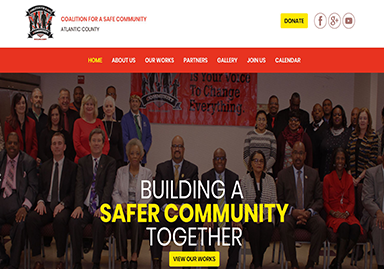 COALITION FOR A SAFE COMMUNITY
ATLANTIC COUNTY
DONATE
HOME ABOUT US OUR WORKS PARTNERS GALLERY JOIN US CALENDAR
is Your Voice
To Change
Everything.
BUILDING A
SAFER COMMUNITY
TOGETHER
VIEW OUR WORKS